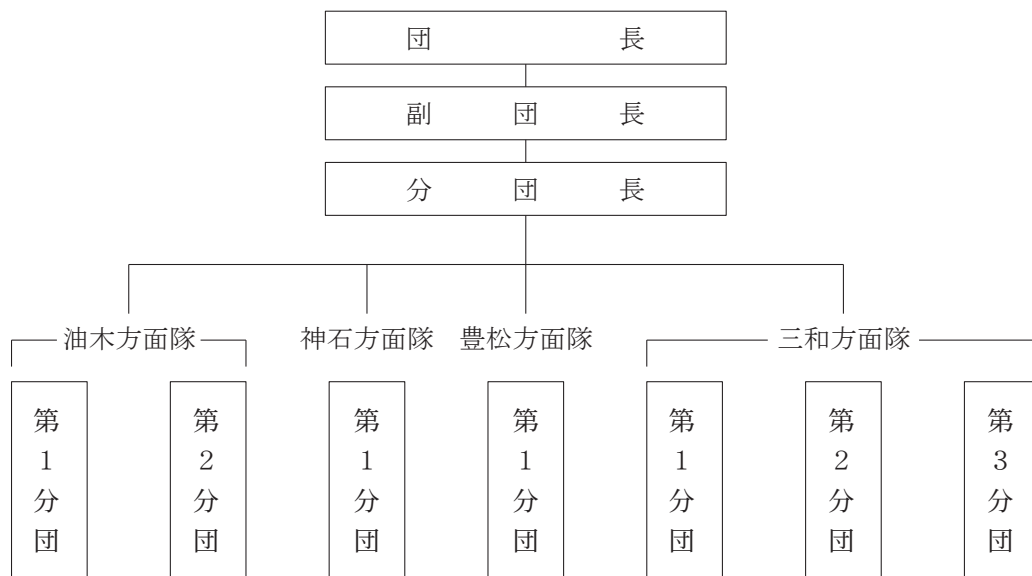 団長
副団長
分団長
油木方面隊 神石方面隊 豊松方面隊 三和方面隊
第1分団 第2分団 第1分団 第1分団 第1分団 第2分団 第3分団